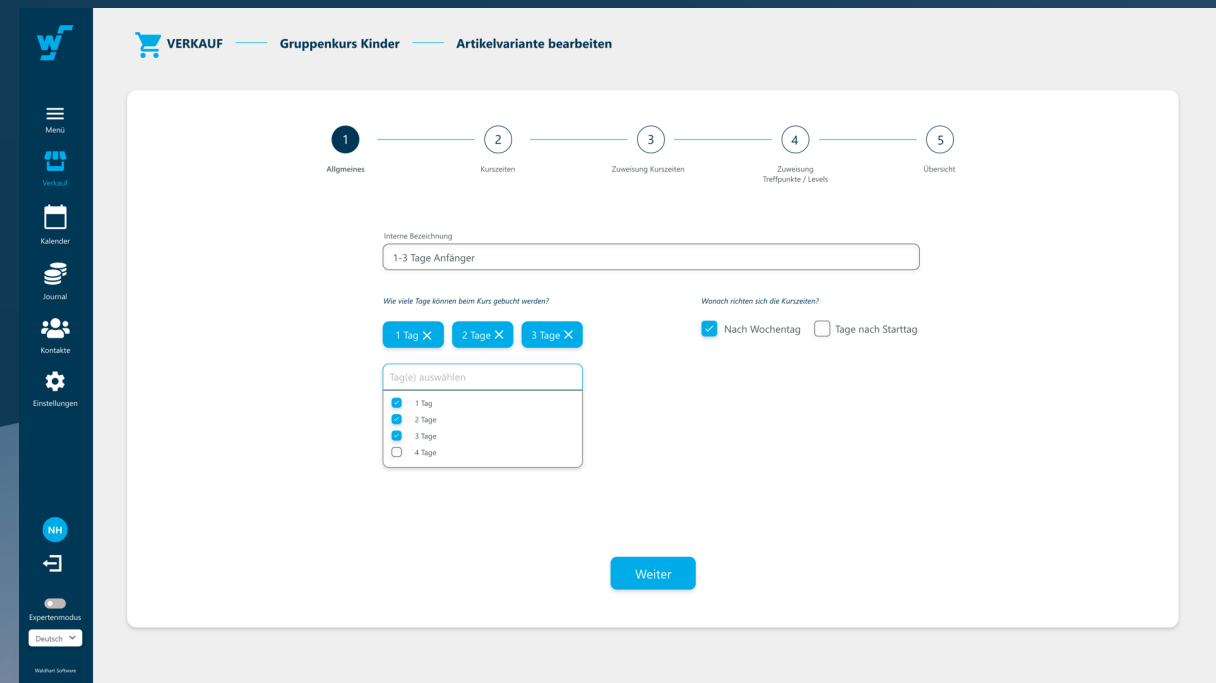 VERKAUF Gruppenkurs Kinder Artikelvariante bearbeiten
Menü
Verkauf
Kalender
Journal
Kontakte
Einstellungen
NH
Expertenmodus
Deutsch
Waldhart Software
1 2 3 4 5
Allgmeines Kurszeiten Zuweisung Kurszeiten Zuweisung Übersicht
Treffpunkte / Levels
Interne Bezeichnung
1-3 Tage Anfänger
Wie viele Tage können beim Kurs gebucht werden?
1 Tag 2 Tage 3 Tage
Tag(e) auswählen
1 Tag
2 Tage
3 Tage
4 Tage
Wonach richten sich die Kurszeiten?
Nach Wochentag Tage nach Starttag
Weiter